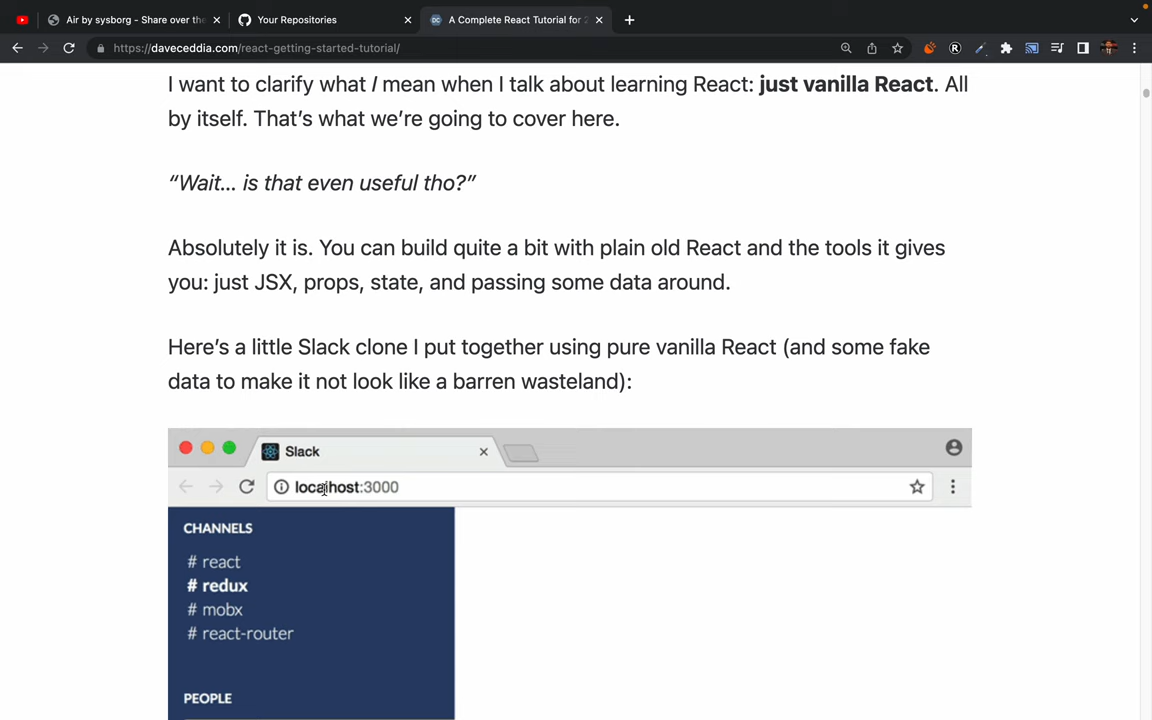 Air by sysborg - Share over the
Your Repositories
A Complete React Tutorial for 2
https://daveceddia.com/react-getting-started-tutorial/
I want to clarify what I mean when I talk about learning React: just vanilla React. All
by itself. That’s what we’re going to cover here.
“Wait... is that even useful tho?”
Absolutely it is. You can build quite a bit with plain old React and the tools it gives
you: just JSX, props, state, and passing some data around.
Here’s a little Slack clone I put together using pure vanilla React (and some fake
data to make it not look like a barren wasteland):
Slack
localhost:3000
CHANNELS
# react
# redux
# mobx
# react-router
PEOPLE